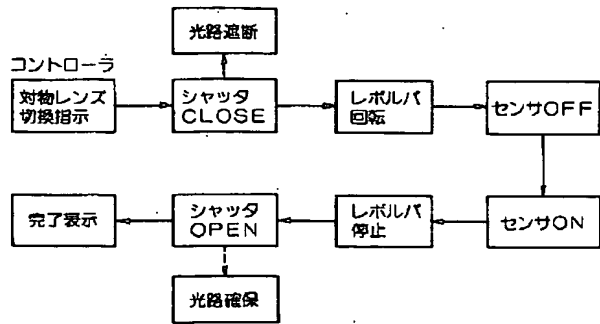 光路遮断
コントローラ
対物レンズ
切換指示
シャッタ
CLOSE
レボルバ
回転
センサOFF
完了表示
シャッタ
OPEN
レボルバ
停止
センサON
光路確保